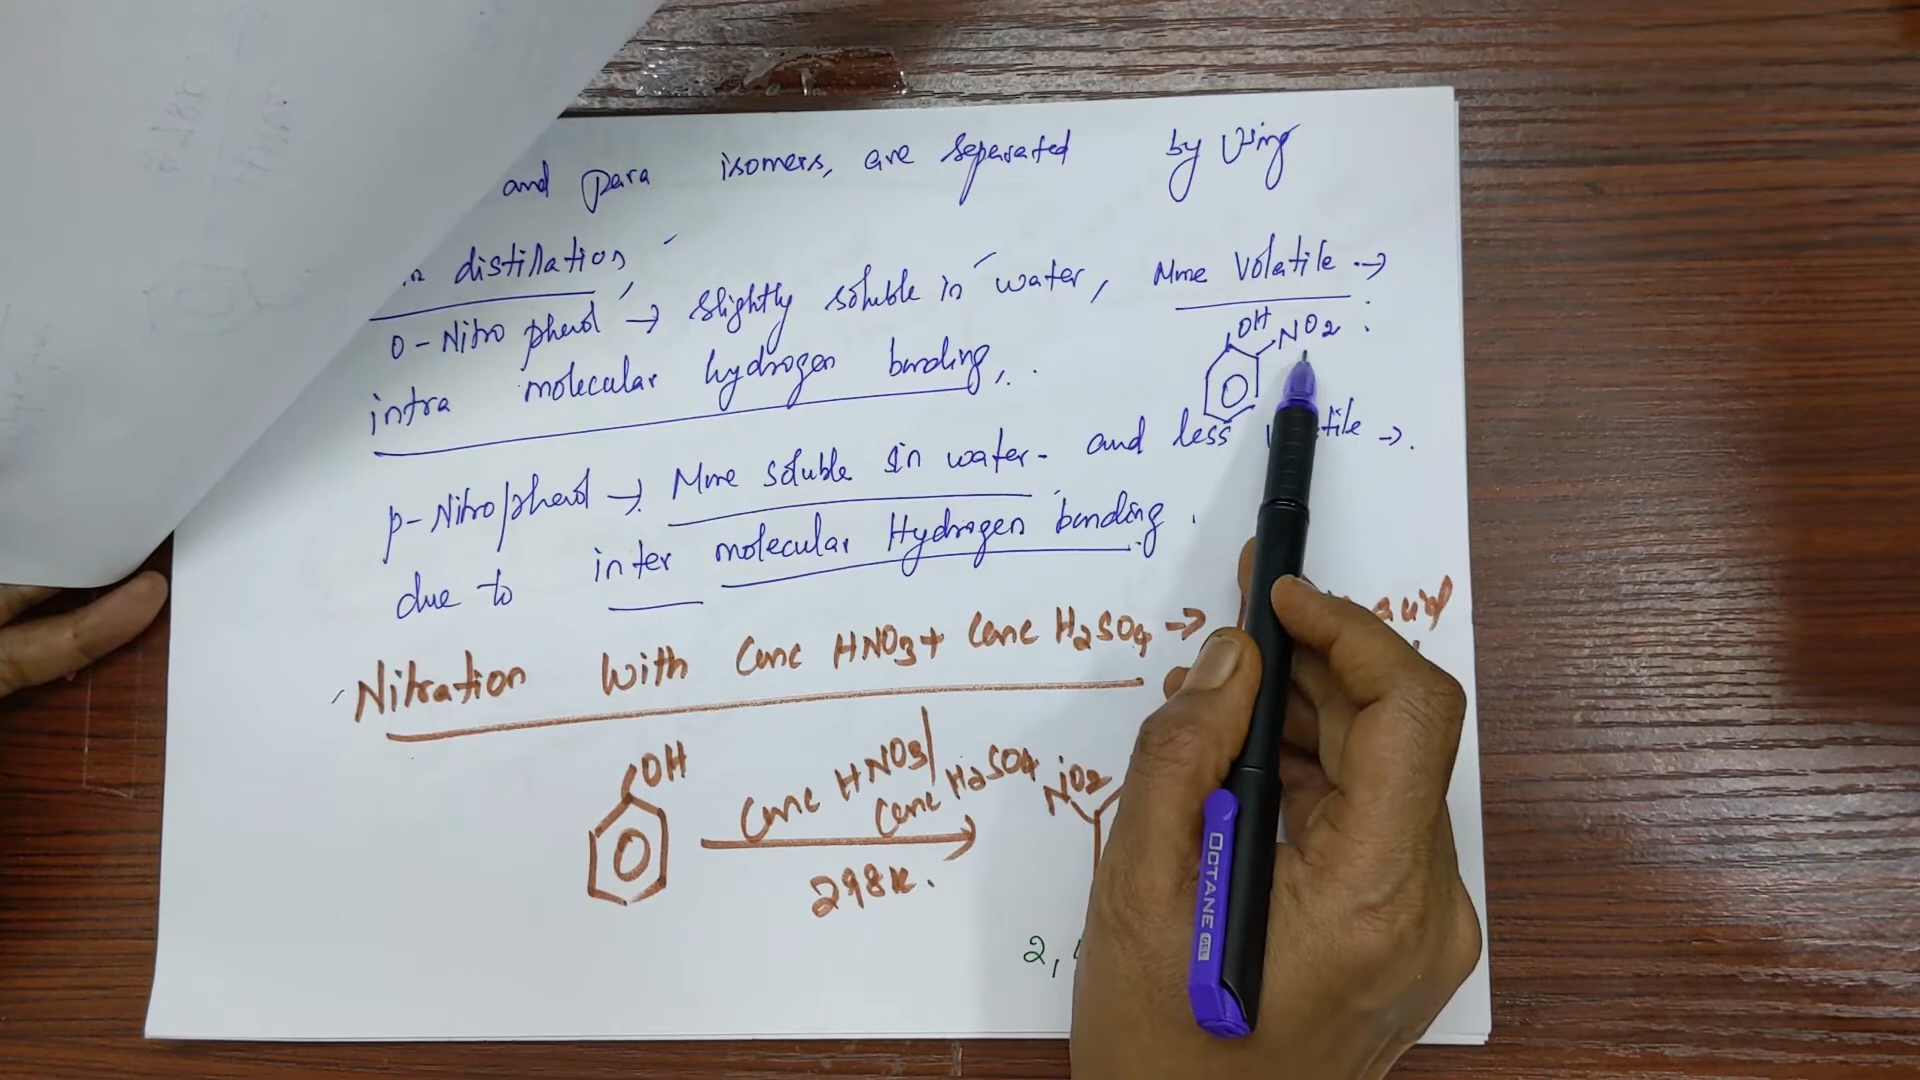 and para isomers, are separated by using
distillation,
O-Nitro phenol → slightly soluble in water, More Volatile →
intra molecular hydrogen bonding,
OH
NO2
p-Nitrophenol → More soluble in water. and less →
due to inter molecular Hydrogen bonding.
Nitration With Conc HNO3 + Conc H2SO4 →
OH
Conc HNO3/
Conc H2SO4
298K.
NO2
2,
OCTANE GEL